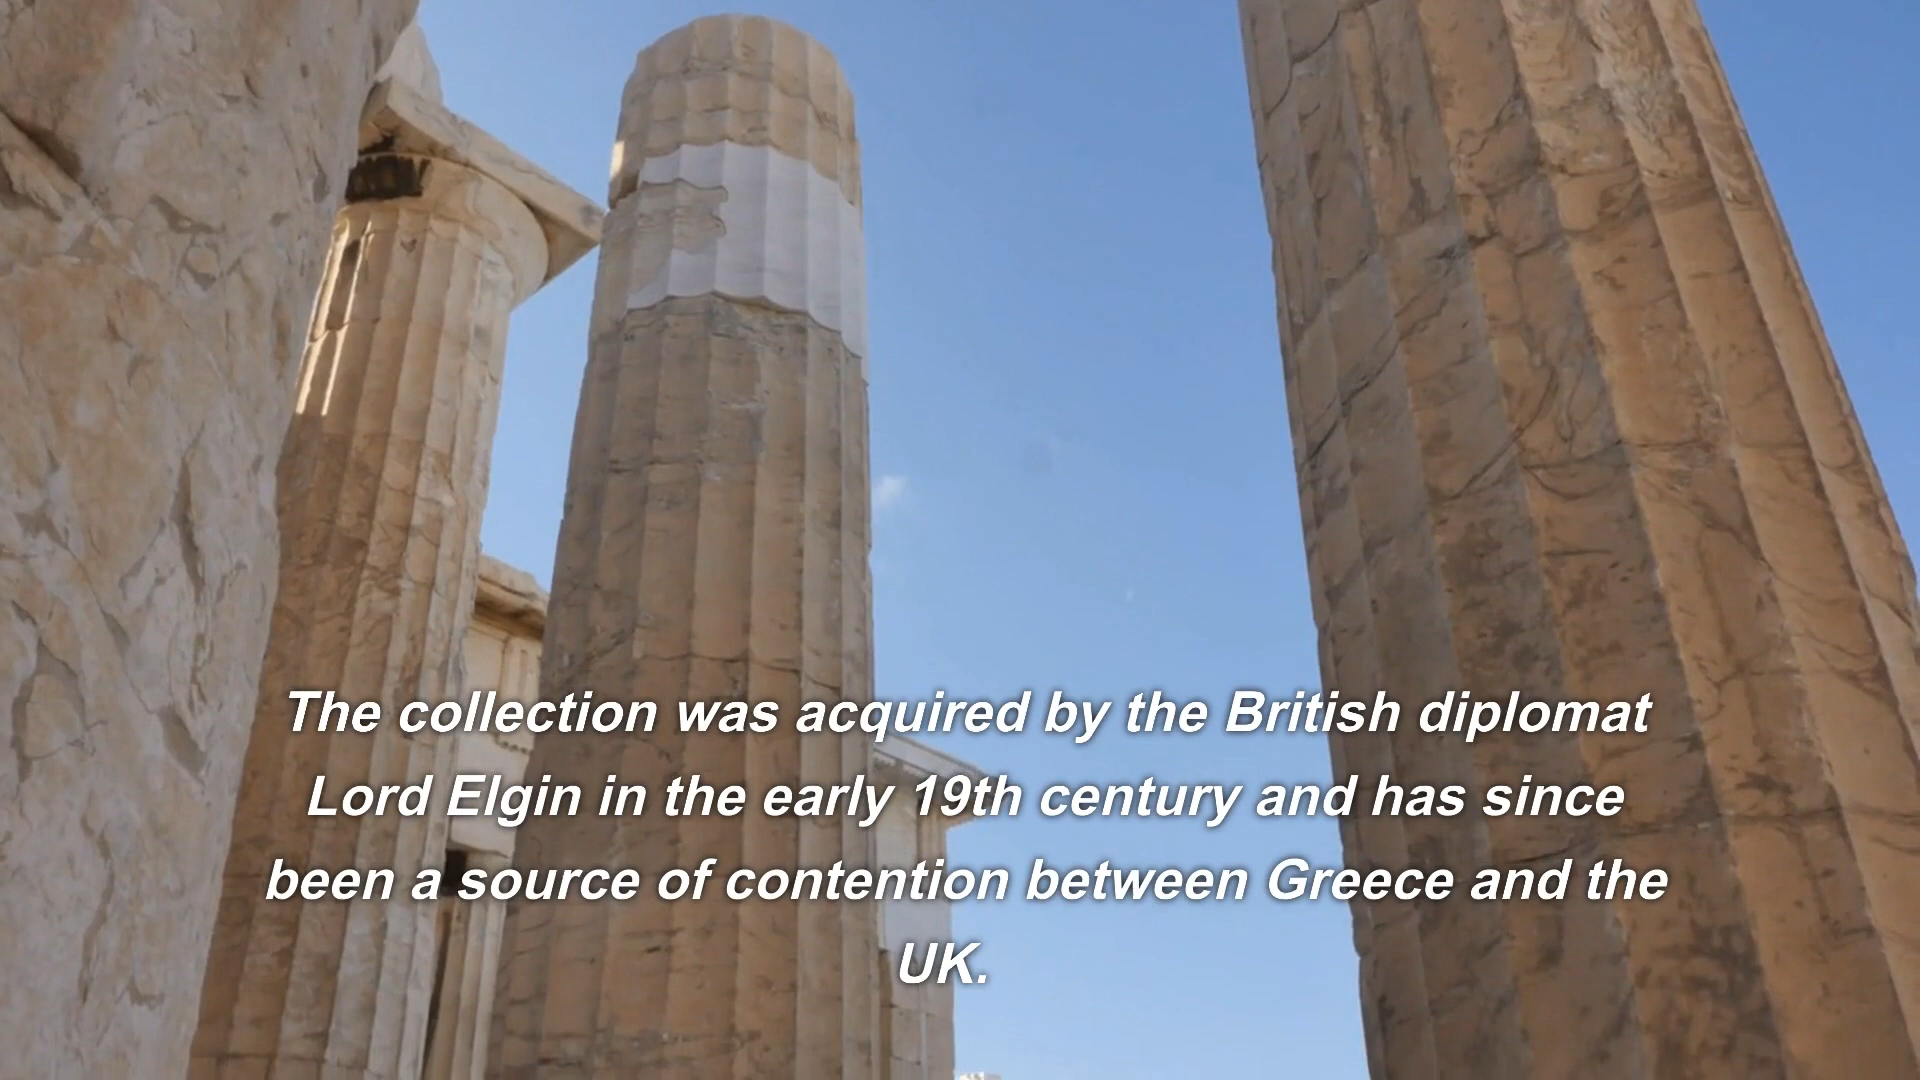 The collection was acquired by the British diplomat
Lord Elgin in the early 19th century and has since
been a source of contention between Greece and the
UK.